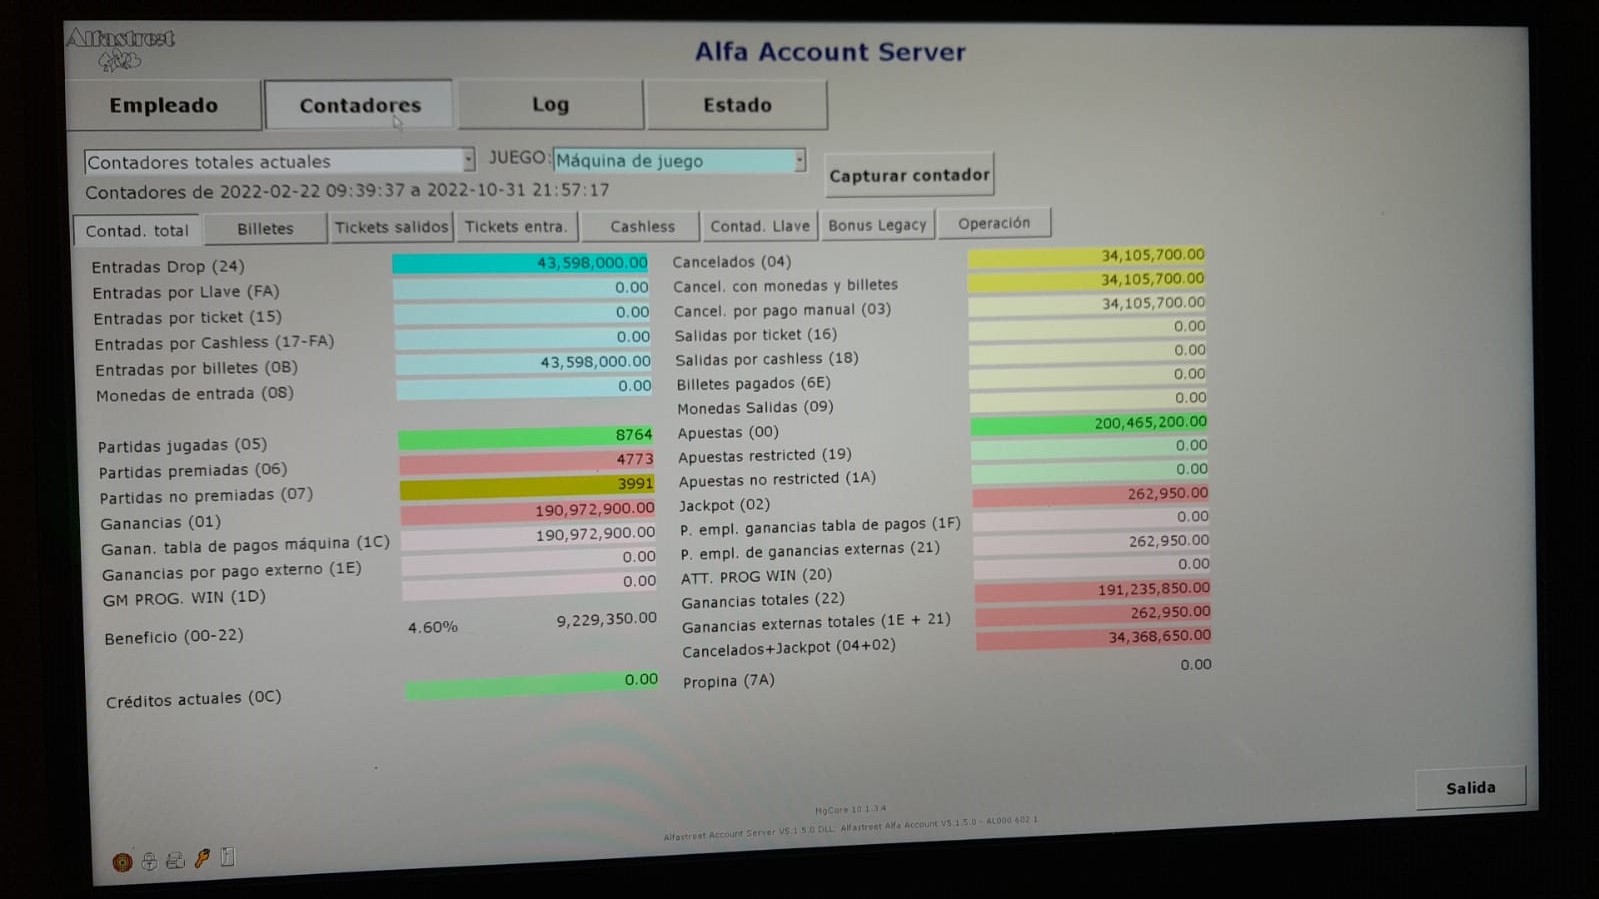 Alfastreet
Alfa Account Server
Empleado
Contadores
Log
Estado
Contadores totales actuales
JUEGO:
Máquina de juego
Capturar contador
Contadores de 2022-02-22 09:39:37 a 2022-10-31 21:57:17
Contad. total
Billetes
Tickets salidos
Tickets entra.
Cashless
Contad. Llave
Bonus Legacy
Operación
Entradas Drop (24) 43,598,000.00
Entradas por Llave (FA) 0.00
Entradas por ticket (15) 0.00
Entradas por Cashless (17-FA) 0.00
Entradas por billetes (0B) 43,598,000.00
Monedas de entrada (08) 0.00
Partidas jugadas (05) 8764
Partidas premiadas (06) 4773
Partidas no premiadas (07) 3991
Ganancias (01) 190,972,900.00
Ganan. tabla de pagos máquina (1C) 190,972,900.00
Ganancias por pago externo (1E) 0.00
GM PROG. WIN (1D) 0.00
Beneficio (00-22) 4.60% 9,229,350.00
Créditos actuales (0C) 0.00
Cancelados (04) 34,105,700.00
Cancel. con monedas y billetes 34,105,700.00
Cancel. por pago manual (03) 34,105,700.00
Salidas por ticket (16) 0.00
Salidas por cashless (18) 0.00
Billetes pagados (6E) 0.00
Monedas Salidas (09) 0.00
Apuestas (00) 200,465,200.00
Apuestas restricted (19) 0.00
Apuestas no restricted (1A) 0.00
Jackpot (02) 262,950.00
P. empl. ganancias tabla de pagos (1F) 0.00
P. empl. de ganancias externas (21) 262,950.00
ATT. PROG WIN (20) 0.00
Ganancias totales (22) 191,235,850.00
Ganancias externas totales (1E + 21) 262,950.00
Cancelados+Jackpot (04+02) 34,368,650.00
Propina (7A) 0.00
Salida
MgCore 10.1.3.4
Alfastreet Account Server V5.1.5.0 DLL: Alfastreet Alfa Account V5.1.5.0 - AL000 602 1